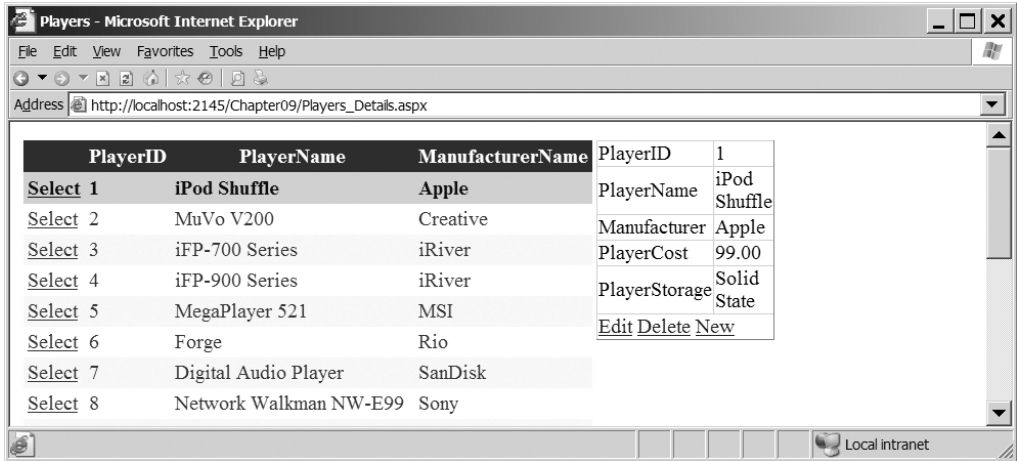 Players - Microsoft Internet Explorer
File Edit View Favorites Tools Help
Address http://localhost:2145/Chapter09/Players_Details.aspx
PlayerID PlayerName ManufacturerName
Select 1 iPod Shuffle Apple
Select 2 MuVo V200 Creative
Select 3 iFP-700 Series iRiver
Select 4 iFP-900 Series iRiver
Select 5 MegaPlayer 521 MSI
Select 6 Forge Rio
Select 7 Digital Audio Player SanDisk
Select 8 Network Walkman NW-E99 Sony
PlayerID 1
PlayerName iPod
Shuffle
Manufacturer Apple
PlayerCost 99.00
PlayerStorage Solid
State
Edit Delete New
Local intranet